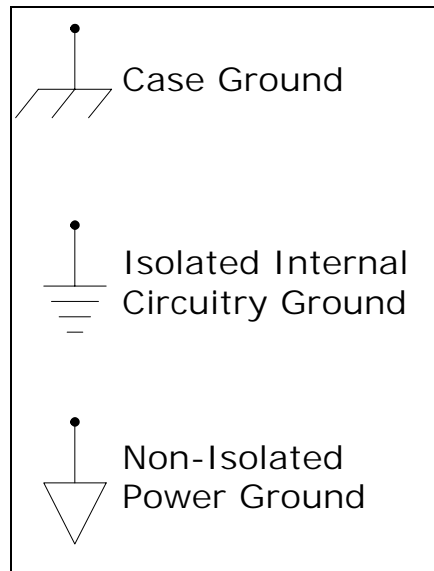 Case Ground
Isolated Internal
Circuitry Ground
Non-Isolated
Power Ground